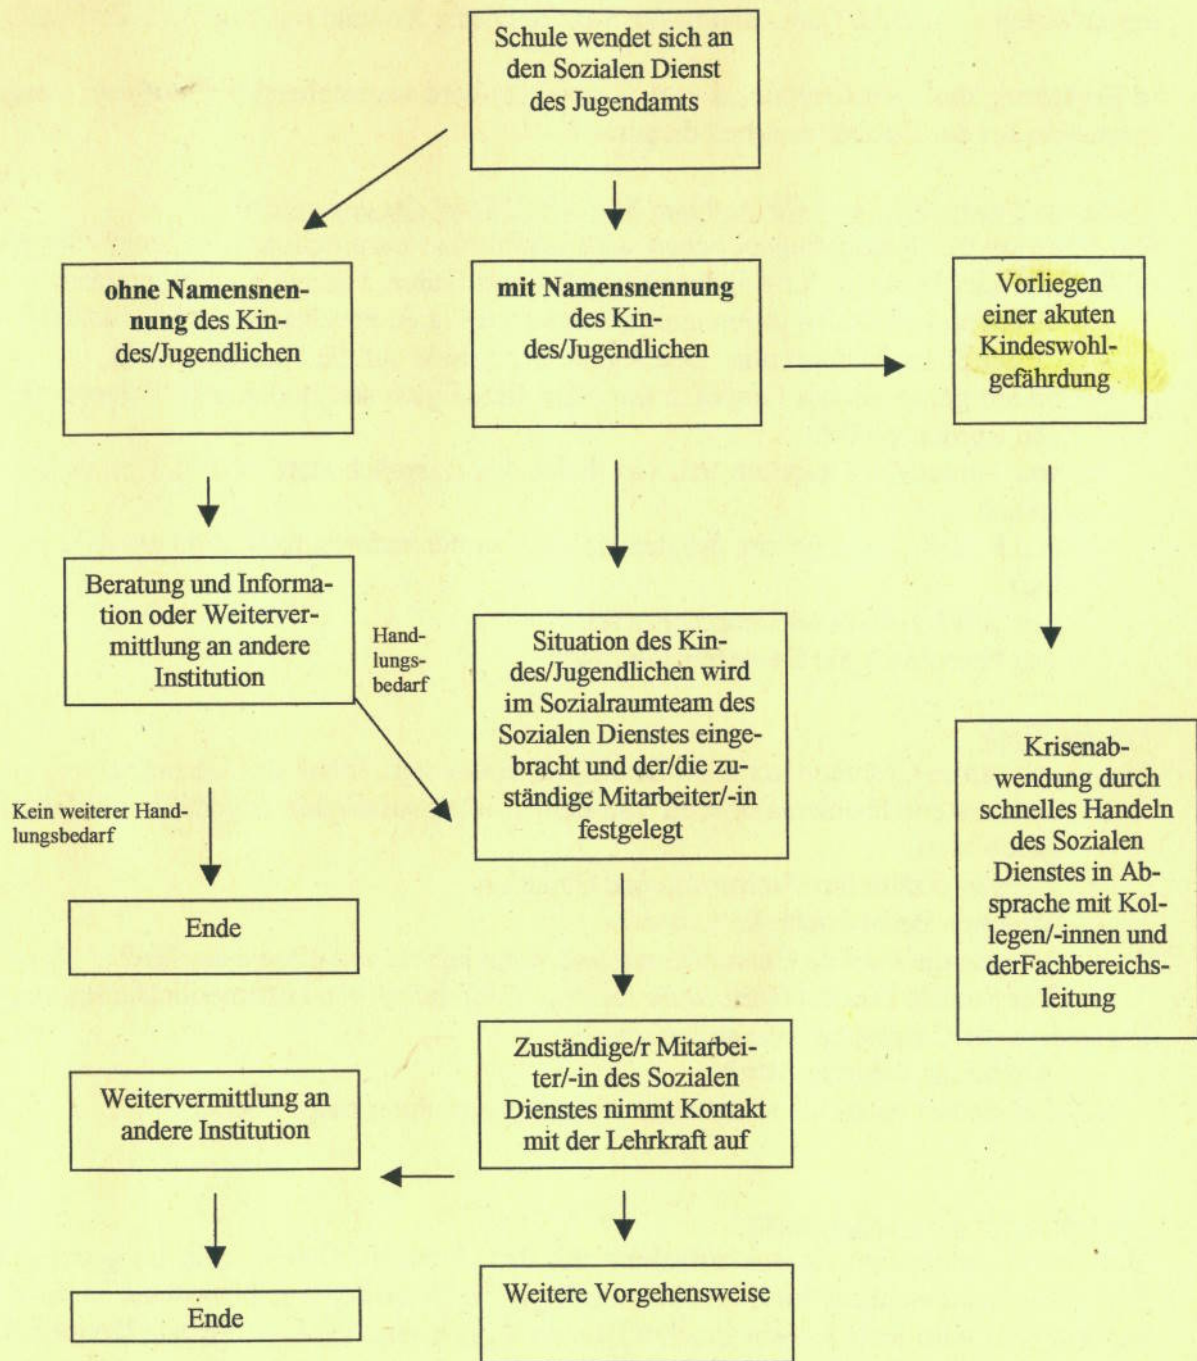 Schule wendet sich an
den Sozialen Dienst
des Jugendamts
ohne Namensnen-
nung des Kin-
des/Jugendlichen
mit Namensnennung
des Kin-
des/Jugendlichen
Vorliegen
einer akuten
Kindeswohl-
gefährdung
Beratung und Informa-
tion oder Weiterver-
mittlung an andere
Institution
Hand-
lungs-
bedarf
Situation des Kin-
des/Jugendlichen wird
im Sozialraumteam des
Sozialen Dienstes einge-
bracht und der/die zu-
ständige Mitarbeiter/-in
festgelegt
Krisenab-
wendung durch
schnelles Handeln
des Sozialen
Dienstes in Ab-
sprache mit Kol-
legen/-innen und
derFachbereichs-
leitung
Kein weiterer Hand-
lungsbedarf
Ende
Zuständige/r Mitarbei-
ter/-in des Sozialen
Dienstes nimmt Kontakt
mit der Lehrkraft auf
Weitervermittlung an
andere Institution
Ende
Weitere Vorgehensweise